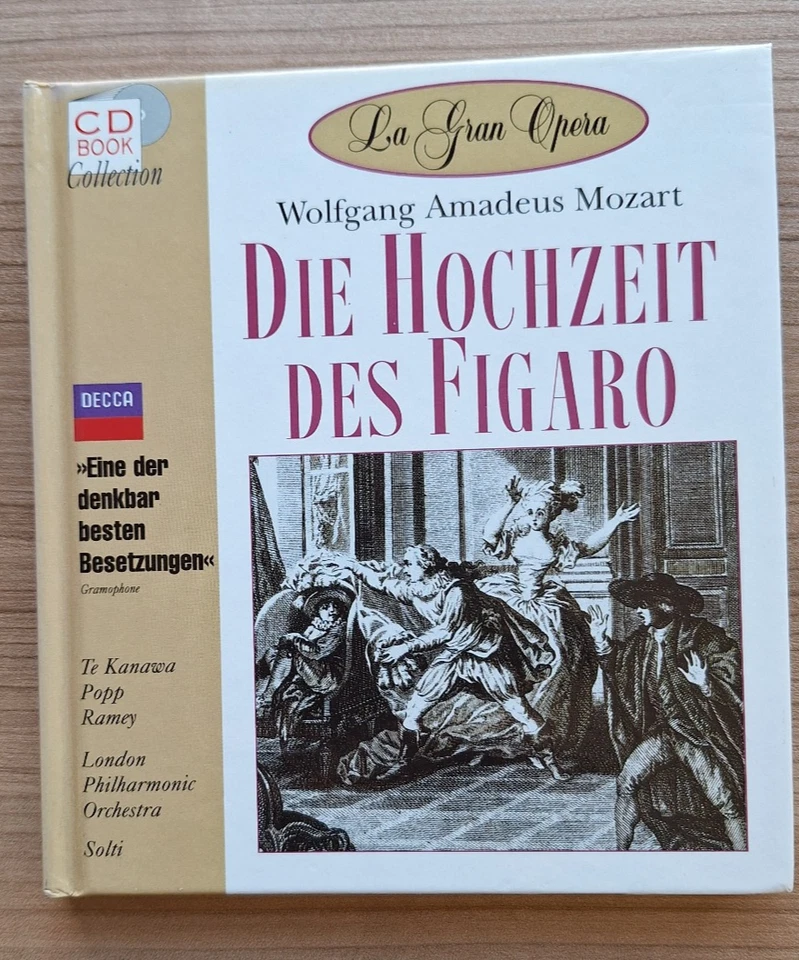 CD
BOOK
Collection
La Gran Opera
Wolfgang Amadeus Mozart
DIE HOCHZEIT
DES FIGARO
DECCA
»Eine der
denkbar
besten
Besetzungen«
Gramophone
Te Kanawa
Popp
Ramey
London
Philharmonic
Orchestra
Solti